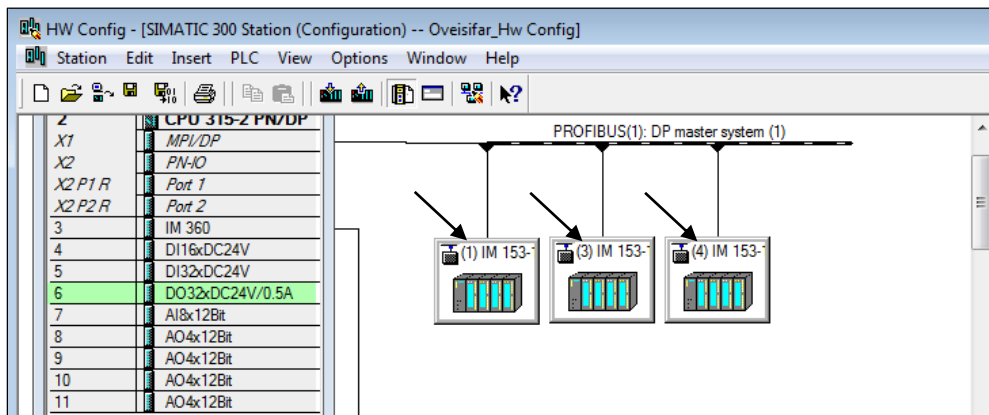 HW Config - [SIMATIC 300 Station (Configuration) -- Oveisifar_Hw Config]
Station Edit Insert PLC View Options Window Help
2 CPU 315-2 PN/DP
X1 MPI/DP
X2 PN-IO
X2 P1 R Port 1
X2 P2 R Port 2
3 IM 360
4 DI16xDC24V
5 DI32xDC24V
6 DO32xDC24V/0.5A
7 AI8x12Bit
8 AO4x12Bit
9 AO4x12Bit
10 AO4x12Bit
11 AO4x12Bit
PROFIBUS(1): DP master system (1)
(1) IM 153-1
(3) IM 153-1
(4) IM 153-1